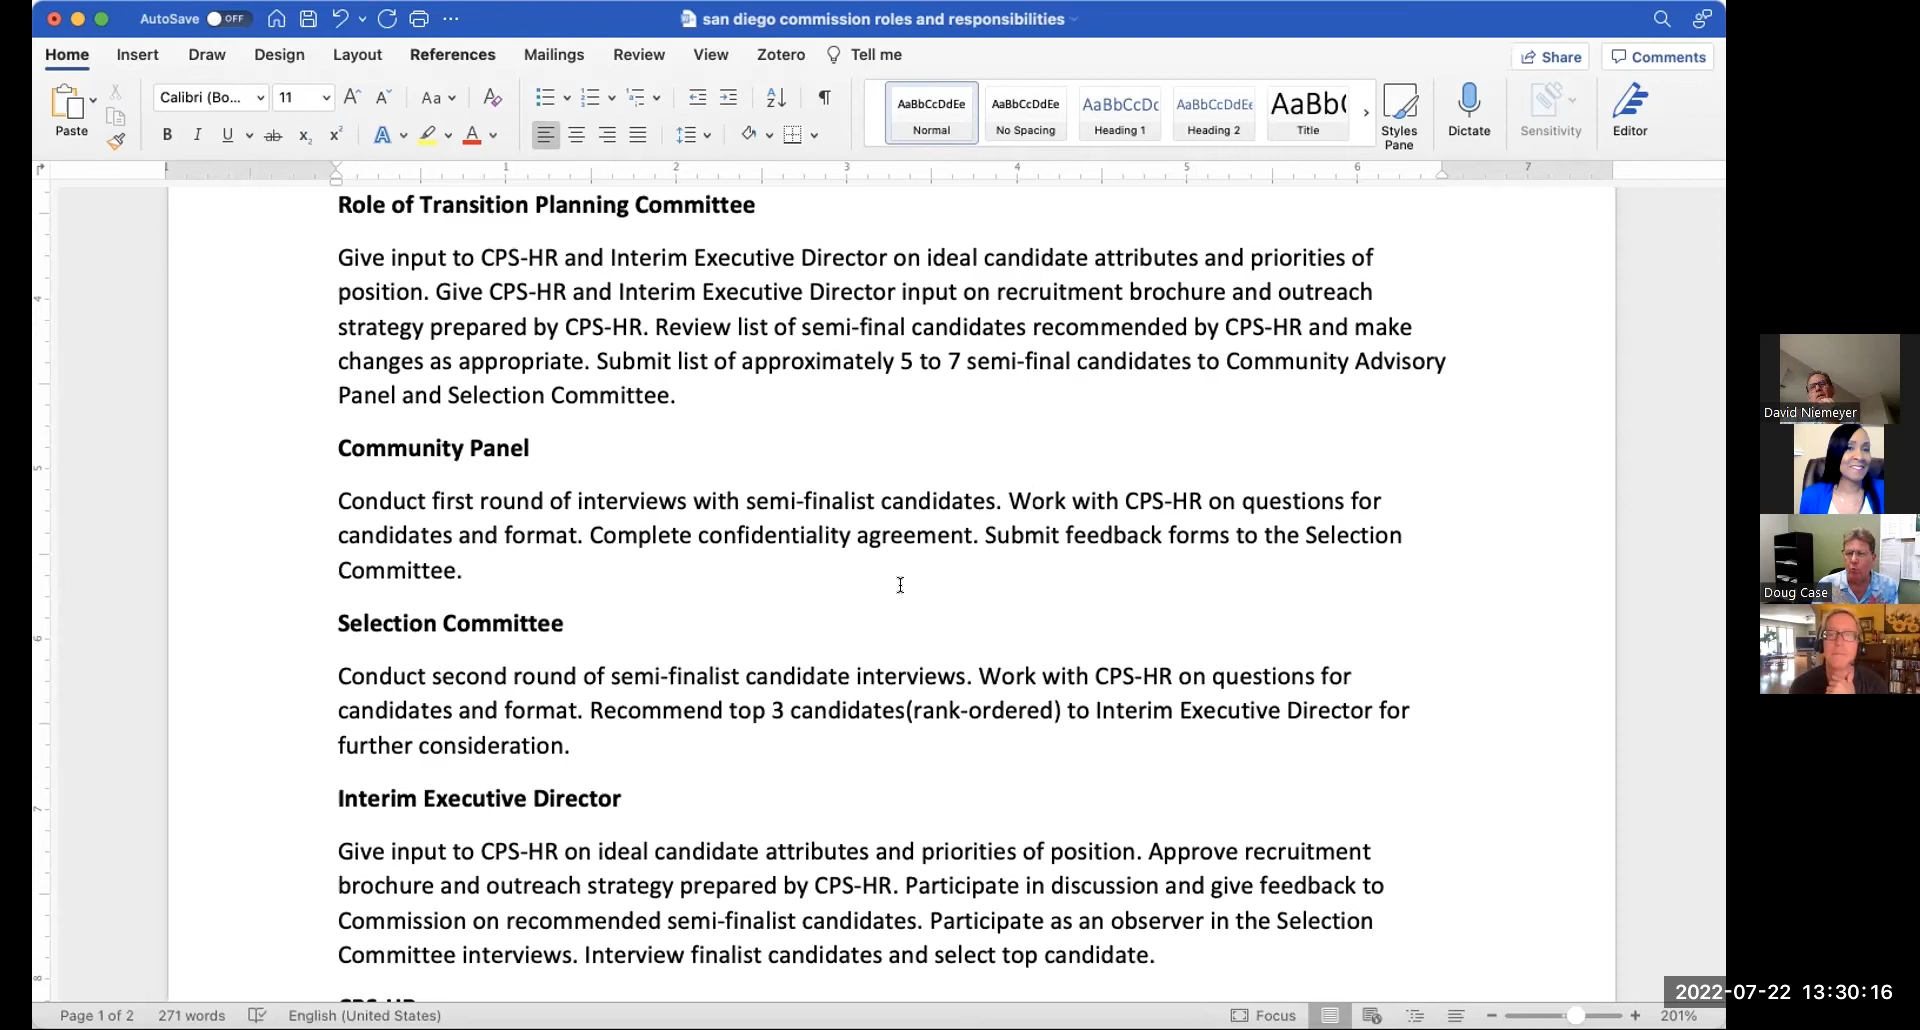 AutoSave OFF
san diego commission roles and responsibilities
Home Insert Draw Design Layout References Mailings Review View Zotero Tell me
Share Comments
Paste
Calibri (Bo... 11
Aa
AaBbCcDdEe
Normal
AaBbCcDdEe
No Spacing
AaBbCcDc
Heading 1
AaBbCcDdEe
Heading 2
AaBb(
Title
Styles
Pane
Dictate
Sensitivity
Editor
1 1 2 3 4 5 6 7
Role of Transition Planning Committee
Give input to CPS-HR and Interim Executive Director on ideal candidate attributes and priorities of
position. Give CPS-HR and Interim Executive Director input on recruitment brochure and outreach
strategy prepared by CPS-HR. Review list of semi-final candidates recommended by CPS-HR and make
changes as appropriate. Submit list of approximately 5 to 7 semi-final candidates to Community Advisory
Panel and Selection Committee.
Community Panel
Conduct first round of interviews with semi-finalist candidates. Work with CPS-HR on questions for
candidates and format. Complete confidentiality agreement. Submit feedback forms to the Selection
Committee.
Selection Committee
Conduct second round of semi-finalist candidate interviews. Work with CPS-HR on questions for
candidates and format. Recommend top 3 candidates(rank-ordered) to Interim Executive Director for
further consideration.
Interim Executive Director
Give input to CPS-HR on ideal candidate attributes and priorities of position. Approve recruitment
brochure and outreach strategy prepared by CPS-HR. Participate in discussion and give feedback to
Commission on recommended semi-finalist candidates. Participate as an observer in the Selection
Committee interviews. Interview finalist candidates and select top candidate.
CPS-HR
Page 1 of 2 271 words English (United States) Focus 201%
David Niemeyer
Doug Case
2022-07-22 13:30:16